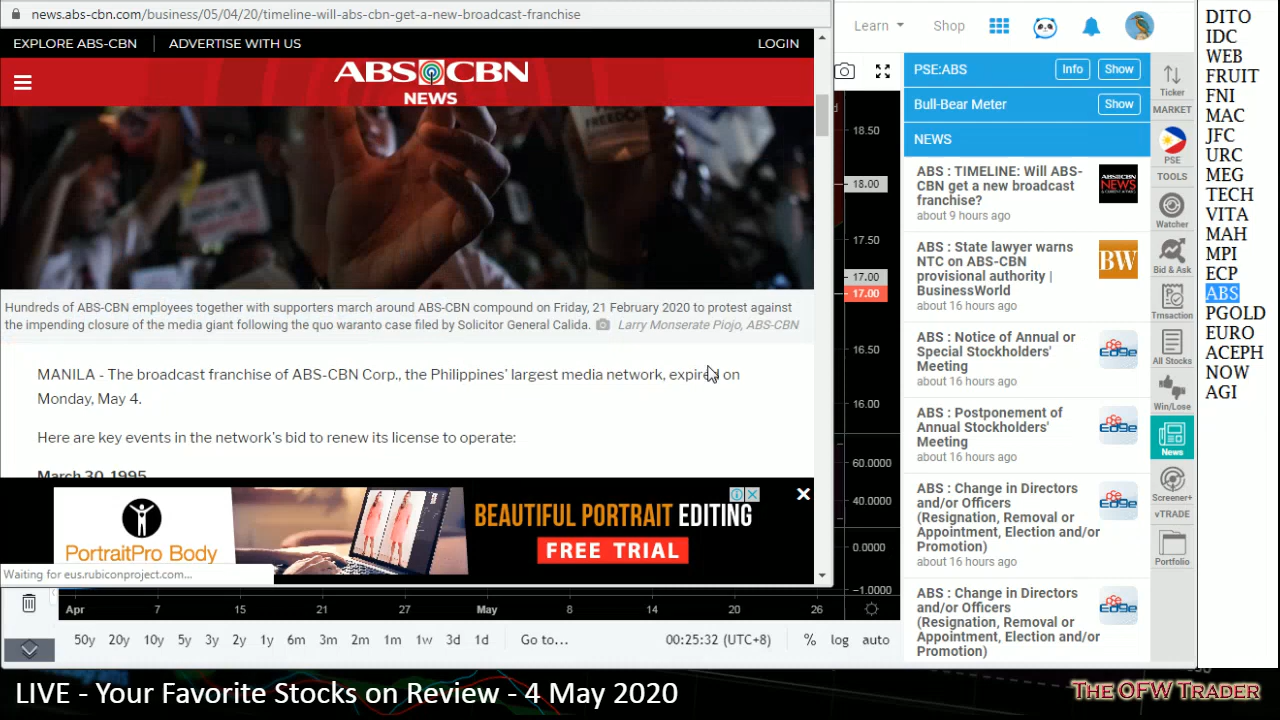 news.abs-cbn.com/business/05/04/20/timeline-will-abs-cbn-get-a-new-broadcast-franchise
EXPLORE ABS-CBN
ADVERTISE WITH US
LOGIN
ABS CBN
NEWS
FREEDOM
Hundreds of ABS-CBN employees together with supporters march around ABS-CBN compound on Friday, 21 February 2020 to protest against
the impending closure of the media giant following the quo waranto case filed by Solicitor General Calida. Larry Monserate Piojo, ABS-CBN
MANILA - The broadcast franchise of ABS-CBN Corp., the Philippines' largest media network, expired on
Monday, May 4.
Here are key events in the network's bid to renew its license to operate:
March 30, 1995
PortraitPro Body
BEAUTIFUL PORTRAIT EDITING
FREE TRIAL
Waiting for eus.rubiconproject.com...
Apr 7 15 21 27 May 8 14 20 26
50y 20y 10y 5y 3y 2y 1y 6m 3m 2m 1m 1w 3d 1d Go to... 00:25:32 (UTC+8) % log auto
18.50
18.00
17.50
17.00
17.00
16.50
16.00
60.0000
40.0000
0.0000
-1.0000
Learn
Shop
PSE:ABS Info Show
Bull-Bear Meter Show
NEWS
ABS : TIMELINE: Will ABS-
CBN get a new broadcast
franchise?
about 9 hours ago
ABS-CBN
NEWS
ABS : State lawyer warns
NTC on ABS-CBN
provisional authority |
BusinessWorld
about 16 hours ago
BW
ABS : Notice of Annual or
Special Stockholders'
Meeting
about 16 hours ago
Edge
ABS : Postponement of
Annual Stockholders'
Meeting
about 16 hours ago
Edge
ABS : Change in Directors
and/or Officers
(Resignation, Removal or
Appointment, Election and/or
Promotion)
about 16 hours ago
Edge
ABS : Change in Directors
and/or Officers
(Resignation, Removal or
Appointment, Election and/or
Promotion)
Edge
Ticker
MARKET
PSE
TOOLS
Watcher
Bid & Ask
Trnsaction
All Stocks
Win/Lose
News
Screener+
vTRADE
Portfolio
DITO
IDC
WEB
FRUIT
FNI
MAC
JFC
URC
MEG
TECH
VITA
MAH
MPI
ECP
ABS
PGOLD
EURO
ACEPH
NOW
AGI
LIVE - Your Favorite Stocks on Review - 4 May 2020
THE OFW TRADER